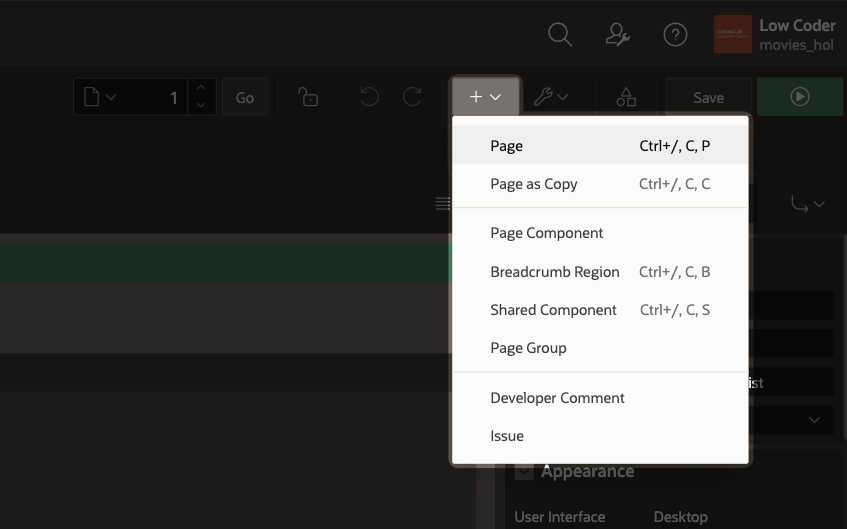 Low Coder
movies_hol
1
Go
Save
Page Ctrl+/, C, P
Page as Copy Ctrl+/, C, C
Page Component
Breadcrumb Region Ctrl+/, C, B
Shared Component Ctrl+/, C, S
Page Group
ist
Developer Comment
Issue
Appearance
User Interface Desktop